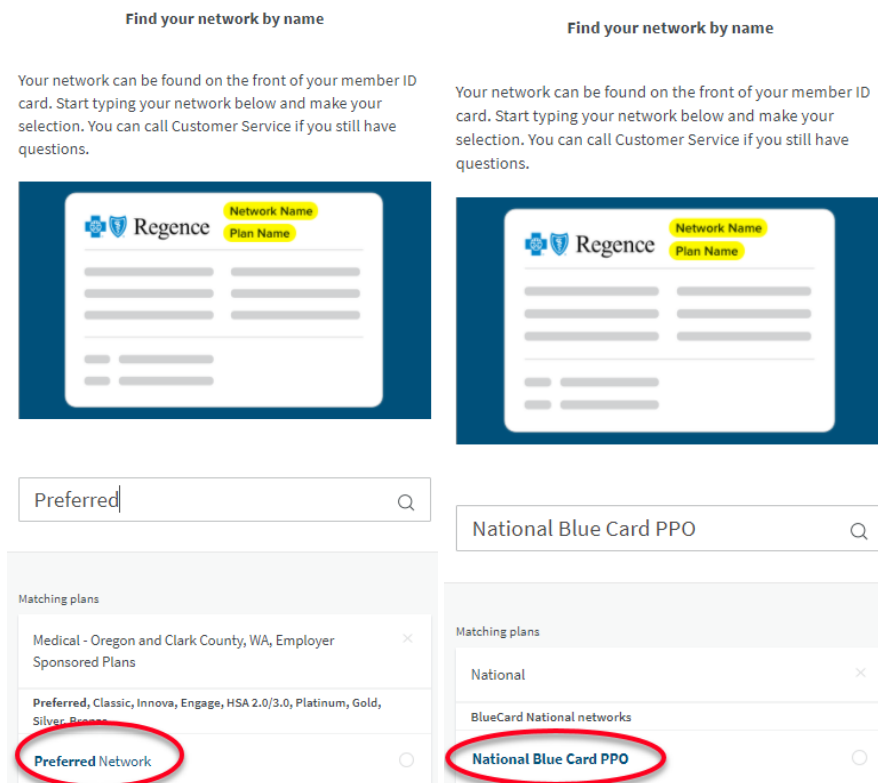 Find your network by name
Your network can be found on the front of your member ID
card. Start typing your network below and make your
selection. You can call Customer Service if you still have
questions.
Regence
Network Name
Plan Name
Preferred
Matching plans
Medical - Oregon and Clark County, WA, Employer
Sponsored Plans
Preferred, Classic, Innova, Engage, HSA 2.0/3.0, Platinum, Gold,
Silver, Bronze
Preferred Network
Find your network by name
Your network can be found on the front of your member ID
card. Start typing your network below and make your
selection. You can call Customer Service if you still have
questions.
Regence
Network Name
Plan Name
National Blue Card PPO
Matching plans
National
BlueCard National networks
National Blue Card PPO